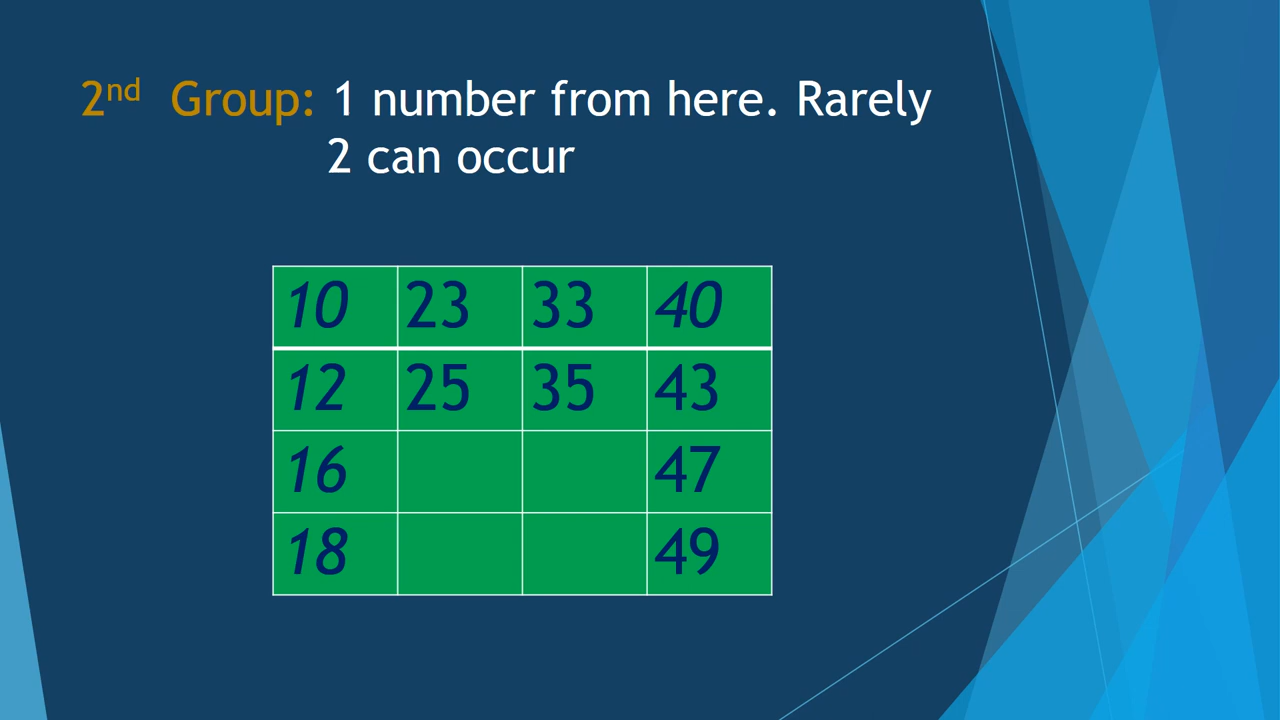 2nd Group: 1 number from here. Rarely
2 can occur
10 23 33 40
12 25 35 43
16 47
18 49